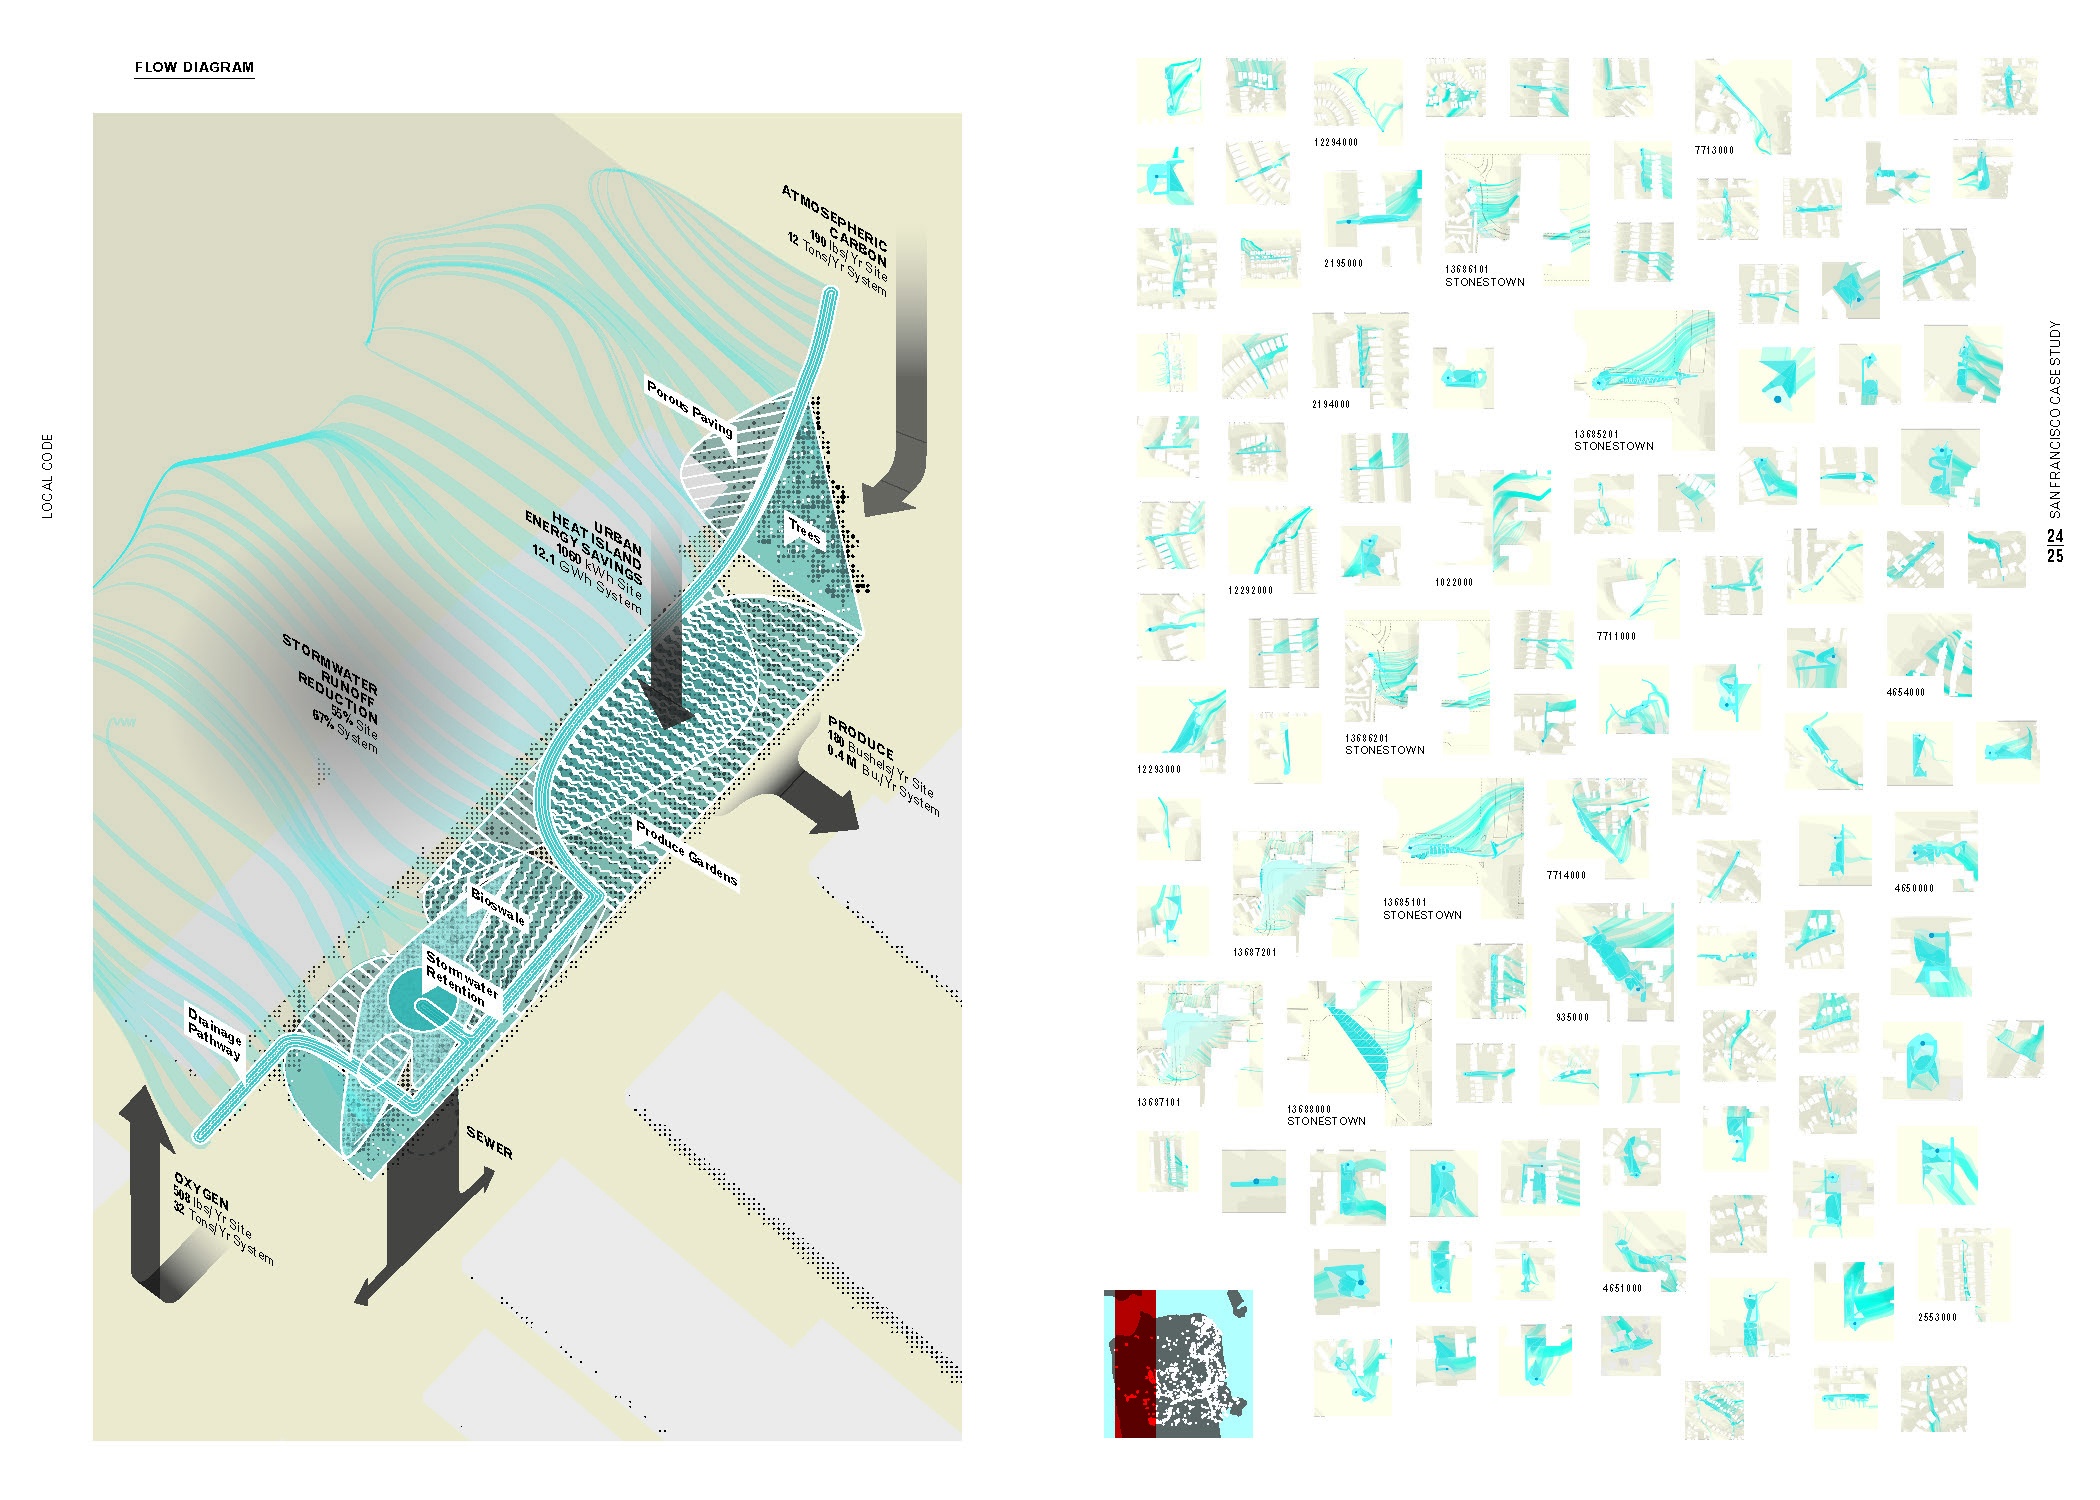 FLOW DIAGRAM
LOCAL CODE
ATMOSEPHERIC
CARBON
190 lbs/Yr Site
12 Tons/Yr System
Porous Paving
Trees
URBAN
HEAT ISLAND
ENERGY SAVINGS
1060 kWh Site
12.1 GWh System
STORMWATER
RUNOFF
REDUCTION
55% Site
67% System
PRODUCE
180 Bushels/Yr Site
0.4 M Bu./Yr System
Produce Gardens
Bioswale
Stormwater
Retention
Drainage
Pathway
SEWER
OXYGEN
508 lbs/Yr Site
32 Tons/Yr System
12294000
7713000
2195000
13686101
STONESTOWN
2194000
13685201
STONESTOWN
12292000
1022000
7711000
4654000
13686201
STONESTOWN
12293000
7714000
4650000
13685101
STONESTOWN
13687201
935000
13687101
13688000
STONESTOWN
4651000
2553000
SAN FRANCISCO CASE STUDY
24
25